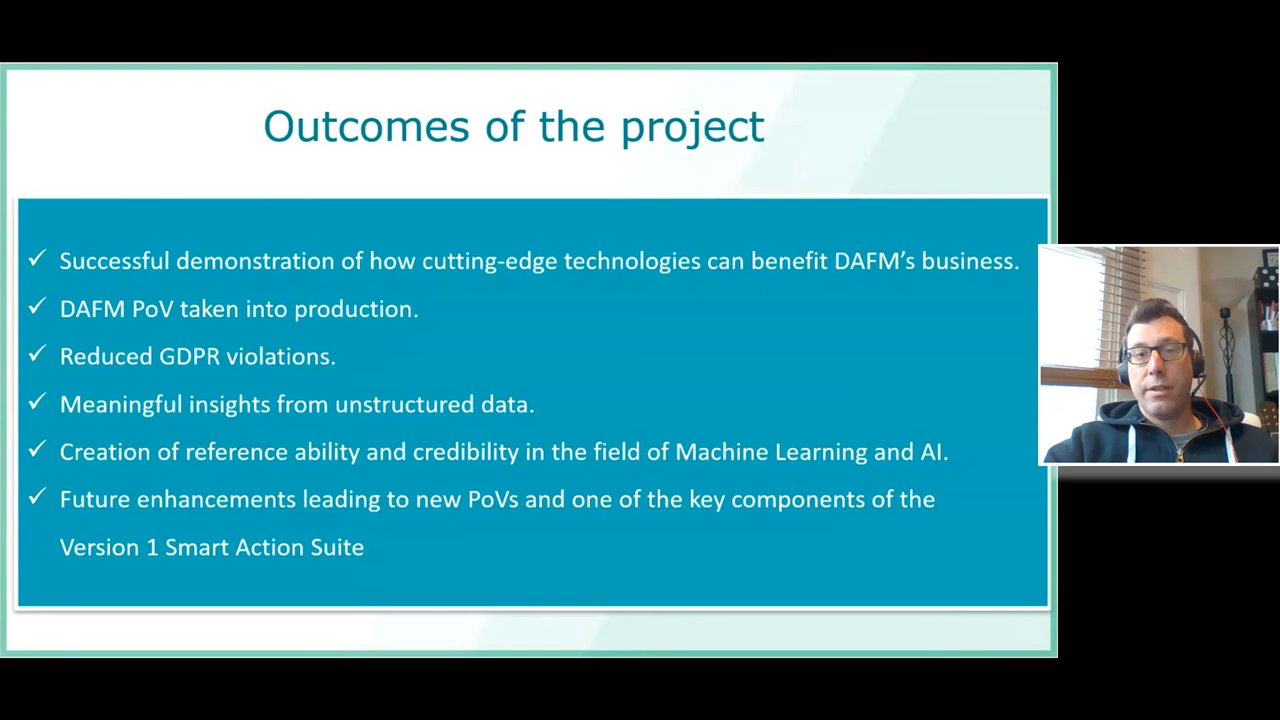 Outcomes of the project
✓ Successful demonstration of how cutting-edge technologies can benefit DAFM's business.
✓ DAFM PoV taken into production.
✓ Reduced GDPR violations.
✓ Meaningful insights from unstructured data.
✓ Creation of reference ability and credibility in the field of Machine Learning and AI.
✓ Future enhancements leading to new PoVs and one of the key components of the
Version 1 Smart Action Suite